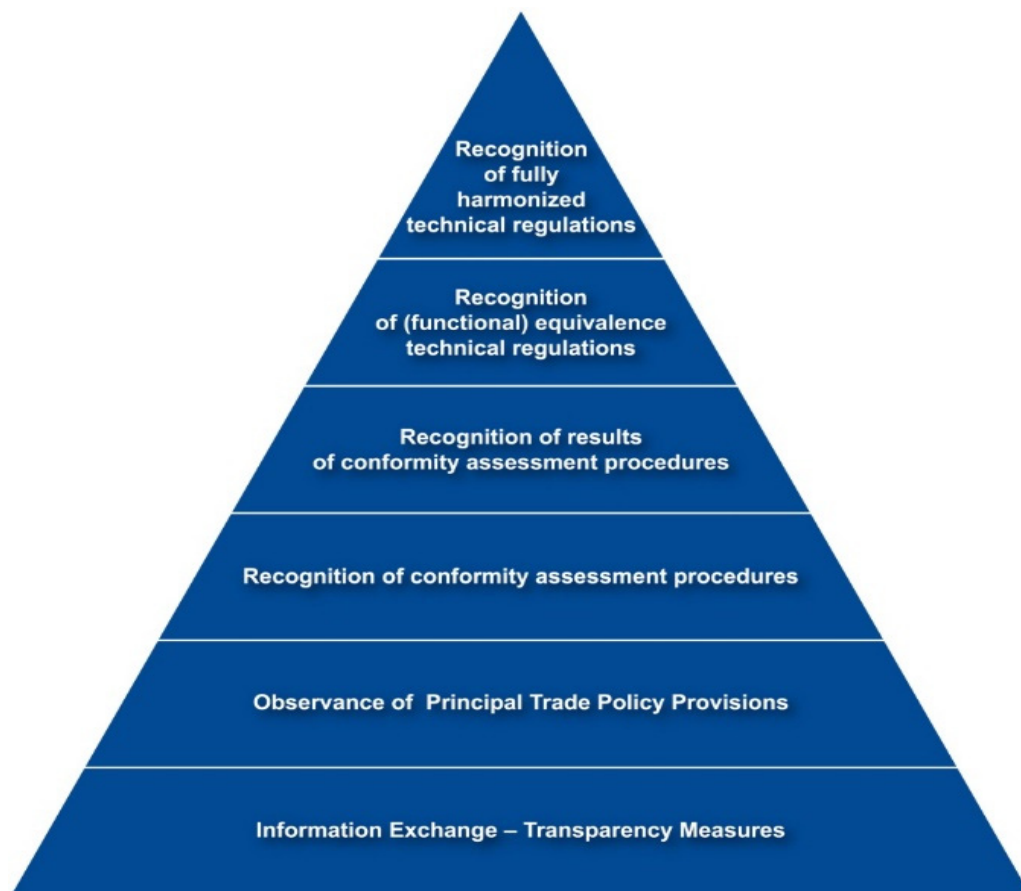 Recognition
of fully
harmonized
technical regulations
Recognition
of (functional) equivalence
technical regulations
Recognition of results
of conformity assessment procedures
Recognition of conformity assessment procedures
Observance of  Principal Trade Policy Provisions
Information Exchange – Transparency Measures